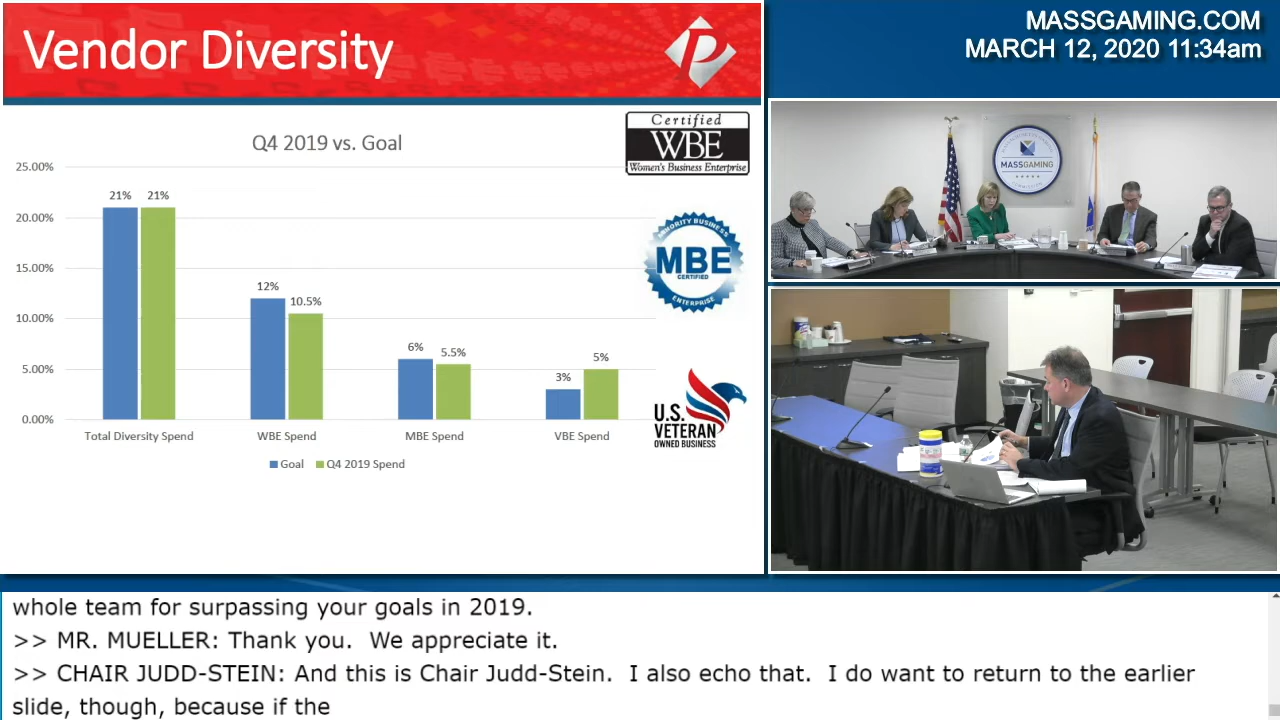 Vendor Diversity
P
MASSGAMING.COM
MARCH 12, 2020 11:34am
Q4 2019 vs. Goal
25.00%
20.00%
15.00%
10.00%
5.00%
0.00%
21%
21%
12%
10.5%
6%
5.5%
3%
5%
Total Diversity Spend
WBE Spend
MBE Spend
VBE Spend
Goal
Q4 2019 Spend
Certified
WBE
Women's Business Enterprise
MINORITY BUSINESS
MBE
CERTIFIED
ENTERPRISE
U.S.
VETERAN
OWNED BUSINESS
MASSGAMING
whole team for surpassing your goals in 2019.
>> MR. MUELLER: Thank you. We appreciate it.
>> CHAIR JUDD-STEIN: And this is Chair Judd-Stein. I also echo that. I do want to return to the earlier
slide, though, because if the